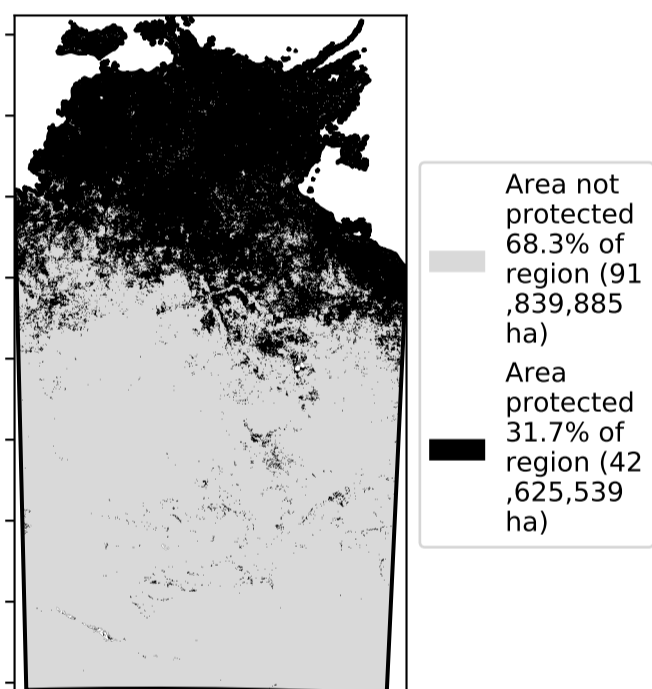 Area not
protected
68.3% of
region (91
,839,885
ha)
Area
protected
31.7% of
region (42
,625,539
ha)